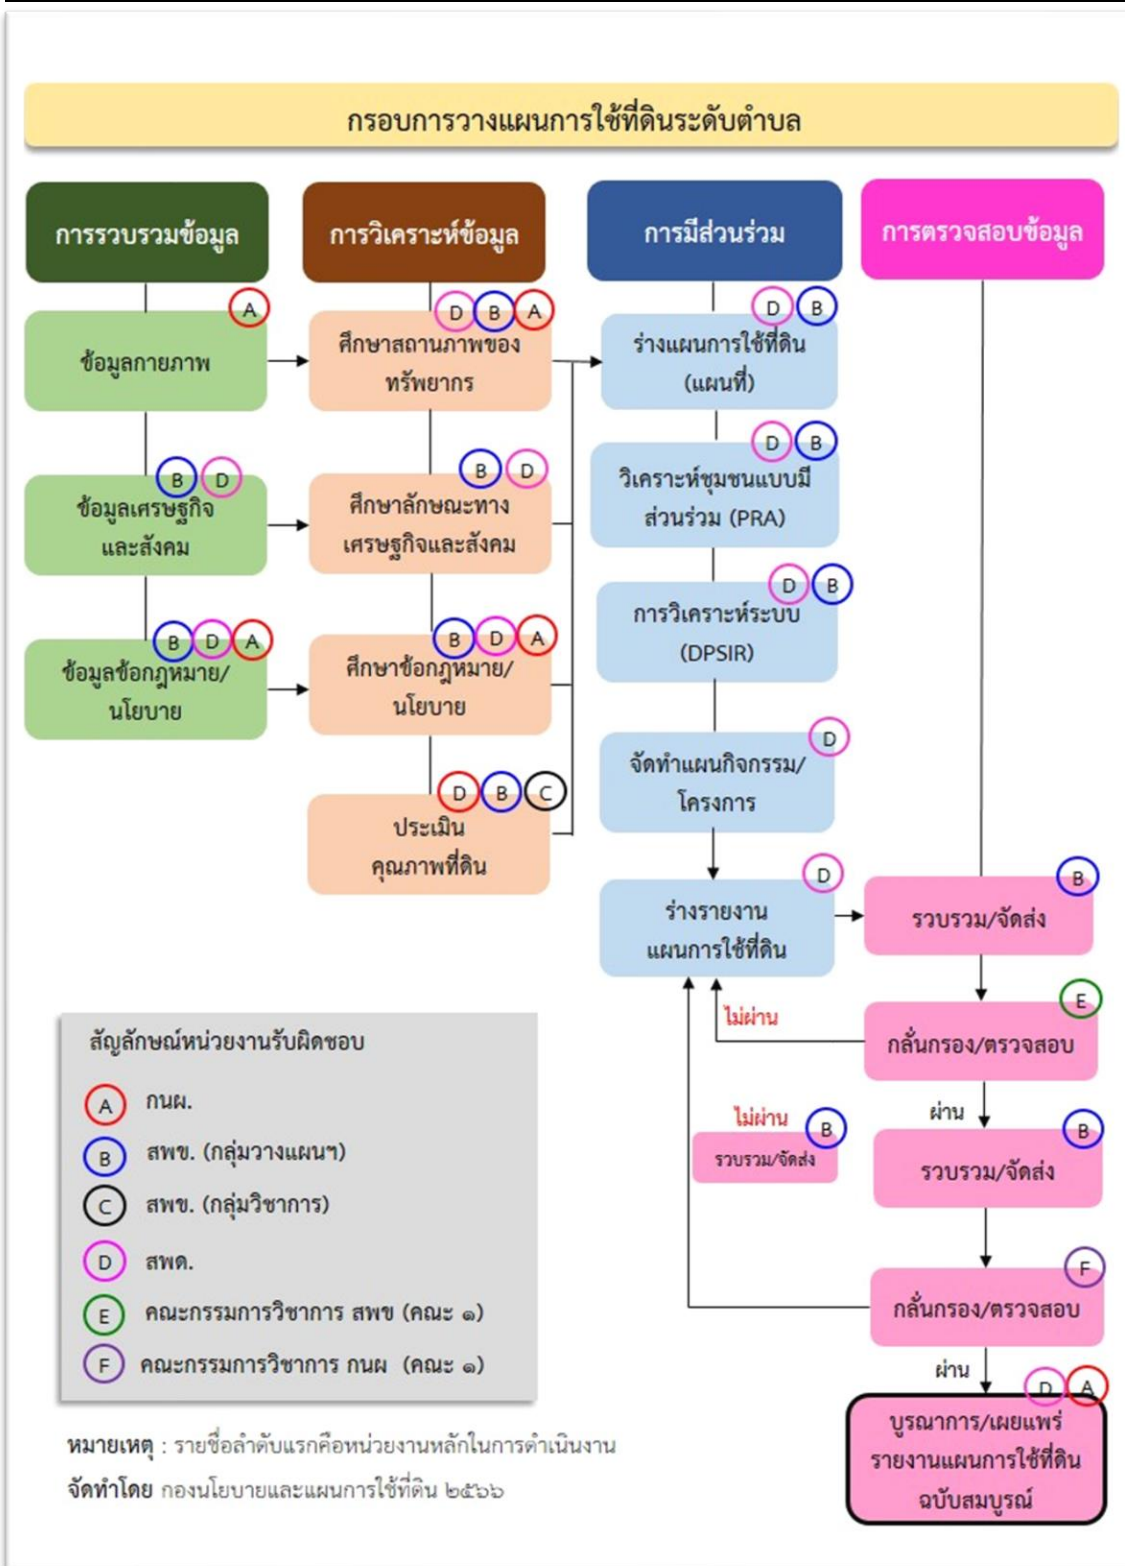 กรอบการวางแผนการใช้ที่ดินระดับตำบล
การรวบรวมข้อมูล
A
ข้อมูลกายภาพ
B D
ข้อมูลเศรษฐกิจ
และสังคม
B D A
ข้อมูลข้อกฎหมาย/
นโยบาย
การวิเคราะห์ข้อมูล
D B A
ศึกษาสถานภาพของ
ทรัพยากร
B D
ศึกษาลักษณะทาง
เศรษฐกิจและสังคม
B D A
ศึกษาข้อกฎหมาย/
นโยบาย
D B C
ประเมิน
คุณภาพที่ดิน
การมีส่วนร่วม
D B
ร่างแผนการใช้ที่ดิน
(แผนที่)
D B
วิเคราะห์ชุมชนแบบมี
ส่วนร่วม (PRA)
D B
การวิเคราะห์ระบบ
(DPSIR)
D
จัดทำแผนกิจกรรม/
โครงการ
D
ร่างรายงาน
แผนการใช้ที่ดิน
การตรวจสอบข้อมูล
B
รวบรวม/จัดส่ง
E
กลั่นกรอง/ตรวจสอบ
ไม่ผ่าน
ผ่าน
B
รวบรวม/จัดส่ง
ไม่ผ่าน
B
รวบรวม/จัดส่ง
F
กลั่นกรอง/ตรวจสอบ
ผ่าน
D A
บูรณาการ/เผยแพร่
รายงานแผนการใช้ที่ดิน
ฉบับสมบูรณ์
สัญลักษณ์หน่วยงานรับผิดชอบ
A กนผ.
B สพข. (กลุ่มวางแผนฯ)
C สพข. (กลุ่มวิชาการ)
D สพด.
E คณะกรรมการวิชาการ สพข (คณะ ๑)
F คณะกรรมการวิชาการ กนผ (คณะ ๑)
หมายเหตุ : รายชื่อลำดับแรกคือหน่วยงานหลักในการดำเนินงาน
จัดทำโดย กองนโยบายและแผนการใช้ที่ดิน ๒๕๖๖